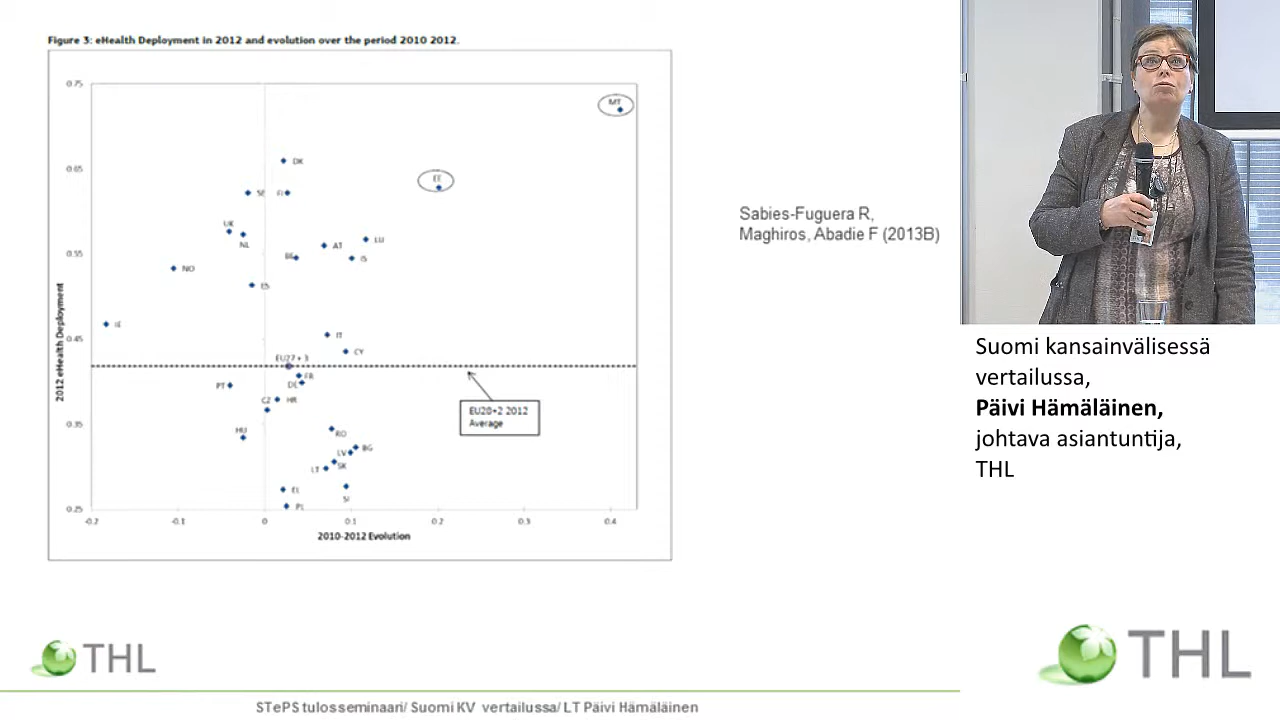 Figure 3: eHealth Deployment in 2012 and evolution over the period 2010 2012.
0.75
MT
DK
0.65
EE
SE
FI
UK
NL
AT
LU
0.55
BE
IS
NO
ES
2012 eHealth Deployment
IE
0.45
IT
CY
EU27+3
FR
PT
DE
CZ
HR
EU28+2 2012
Average
0.35
HU
RO
BG
LV
SK
LT
EL
SI
PL
0.25
-0.2
-0.1
0
0.1
0.2
0.3
0.4
2010-2012 Evolution
Sabies-Fuguera R,
Maghiros, Abadie F (2013B)
Suomi kansainvälisessä
vertailussa,
Päivi Hämäläinen,
johtava asiantuntija,
THL
THL
THL
STePS tulosseminaari/ Suomi KV vertailussa/ LT Päivi Hämäläinen